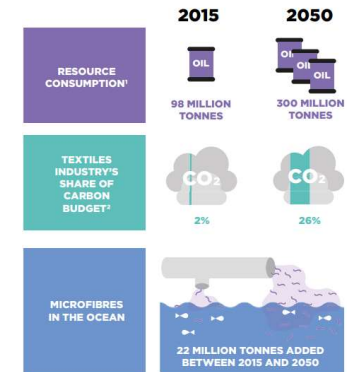 2015 2050
RESOURCE
CONSUMPTION¹
OIL
OIL
OIL
OIL
98 MILLION
TONNES
300 MILLION
TONNES
TEXTILES
INDUSTRY'S
SHARE OF
CARBON
BUDGET²
CO₂
CO₂
2%
26%
MICROFIBRES
IN THE OCEAN
22 MILLION TONNES ADDED
BETWEEN 2015 AND 2050